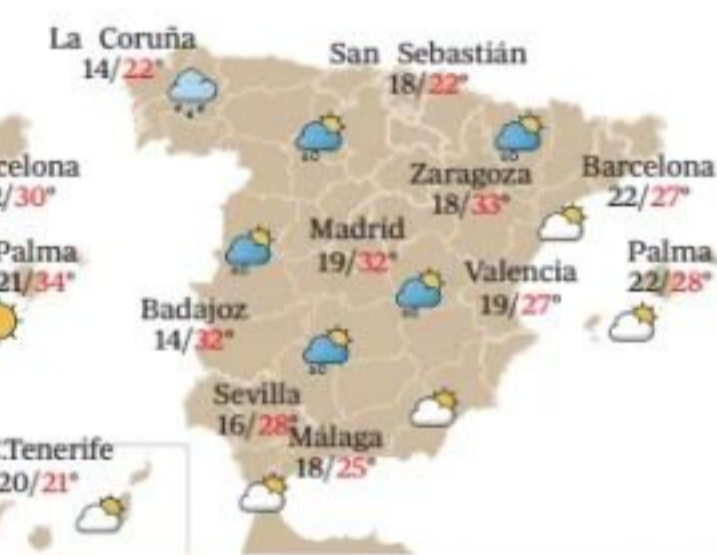 La Coruña
14/22°
San Sebastián
18/22°
celona
/30°
Zaragoza
18/33°
Barcelona
22/27°
Palma
21/34°
Madrid
19/32°
Valencia
19/27°
Palma
22/28°
Badajoz
14/32°
Sevilla
16/28°
Málaga
18/25°
.Tenerife
20/21°